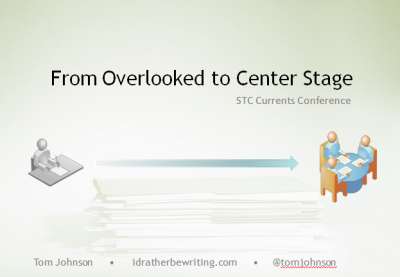 From Overlooked to Center Stage
STC Currents Conference
Tom Johnson • idratherbewriting.com • @tomjohnson